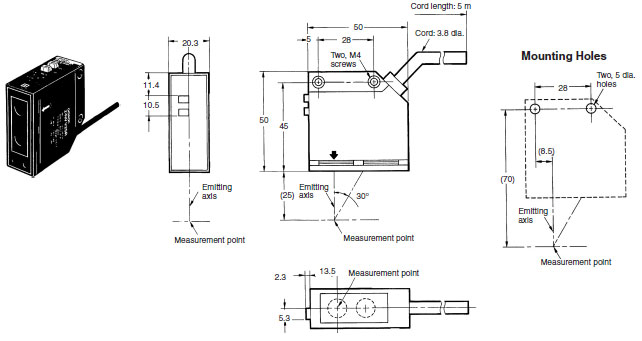 Cord length: 5 m
50
5
28
Cord: 3.8 dia.
Two, M4
screws
20.3
11.4
10.5
50
45
(25)
Emitting
axis
30°
Measurement point
Emitting
axis
Measurement point
Mounting Holes
28
Two, 5 dia.
holes
(8.5)
(70)
Emitting
axis
Measurement point
2.3
13.5
Measurement point
5.3